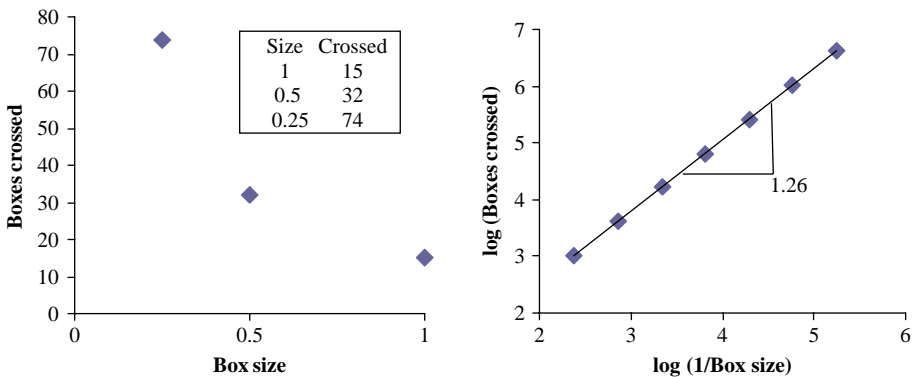 80
70
60
50
40
30
20
10
0
Boxes crossed
Size Crossed
1 15
0.5 32
0.25 74
0 0.5 1
Box size
7
6
5
4
3
2
log (Boxes crossed)
1.26
2 3 4 5 6
log (1/Box size)